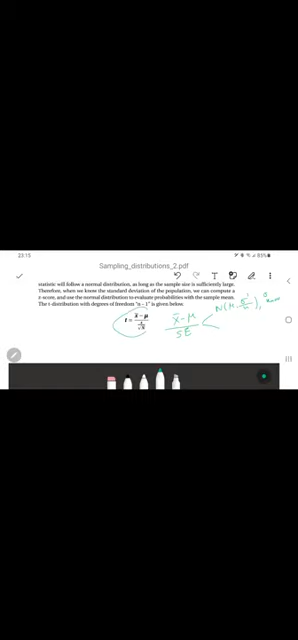 23:15
83%
Sampling_distributions_2.pdf
statistic will follow a normal distribution, as long as the sample size is sufficiently large.
Therefore, when we know the standard deviation of the population, we can compute a
z-score, and use the normal distribution to evaluate probabilities with the sample mean.
The t-distribution with degrees of freedom "n - 1" is given below.
t = (x̄ − μ) / (s/√n)
x̄ − μ
SE
N(μ,